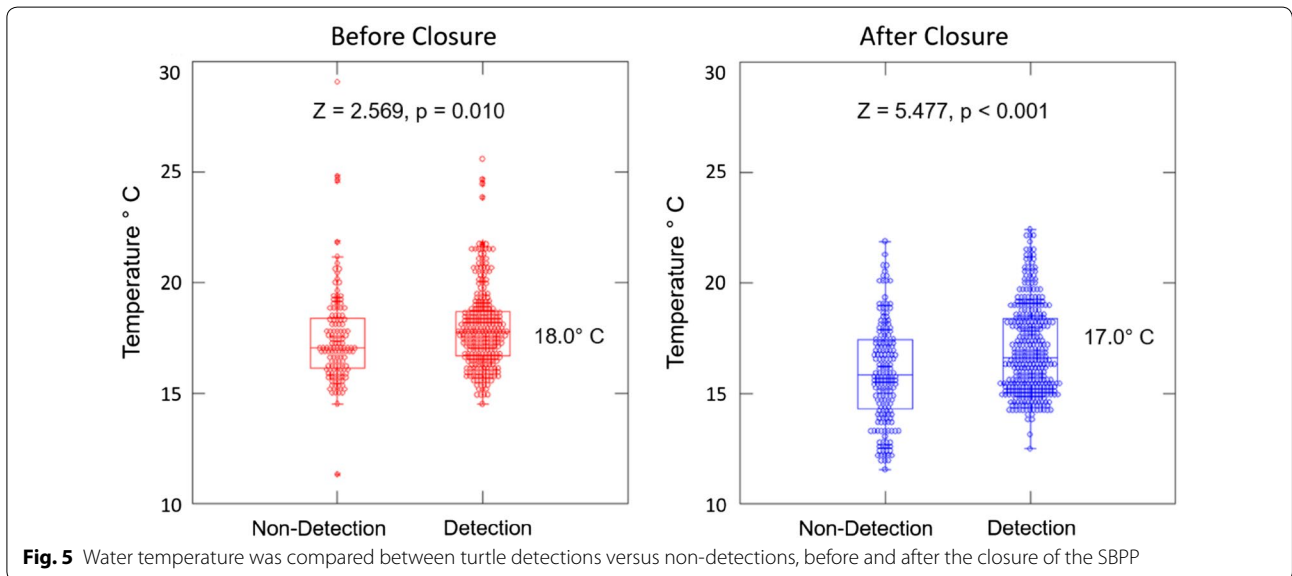 Before Closure
After Closure
30
25
20
15
10
Temperature ° C
Z = 2.569, p = 0.010
18.0° C
Non-Detection
Detection
30
25
20
15
10
Temperature ° C
Z = 5.477, p < 0.001
17.0° C
Non-Detection
Detection
Fig. 5 Water temperature was compared between turtle detections versus non-detections, before and after the closure of the SBPP